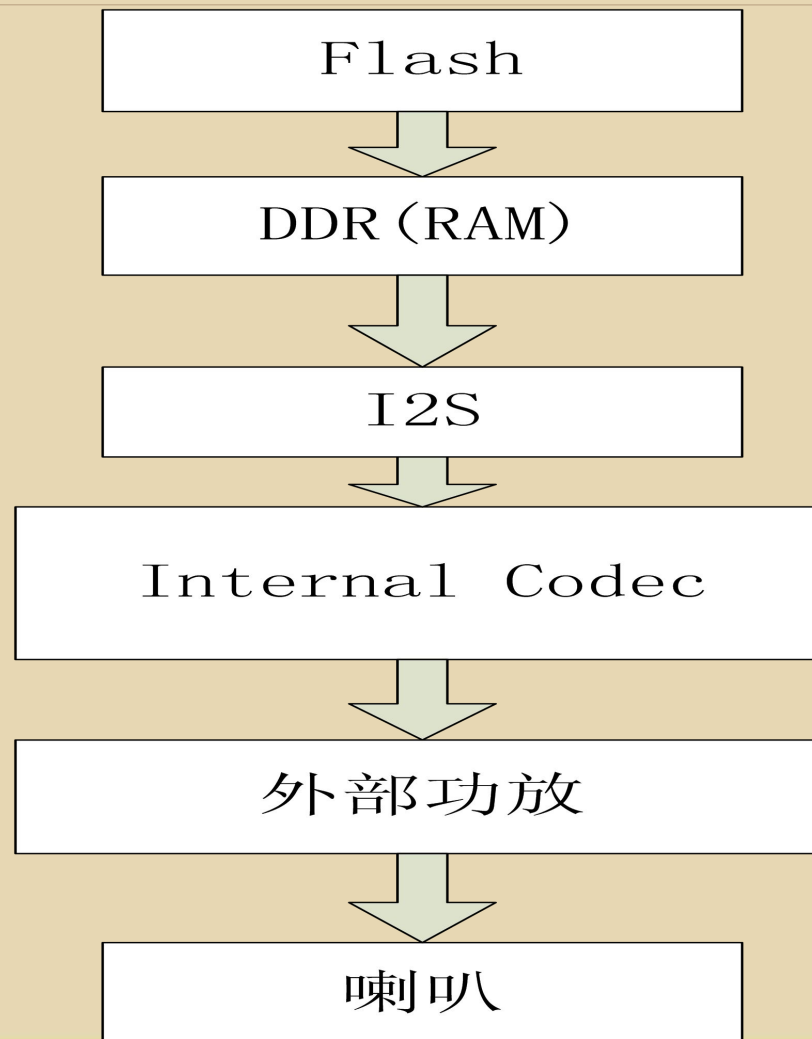 Flash
DDR(RAM)
I2S
Internal Codec
外部功放
喇叭